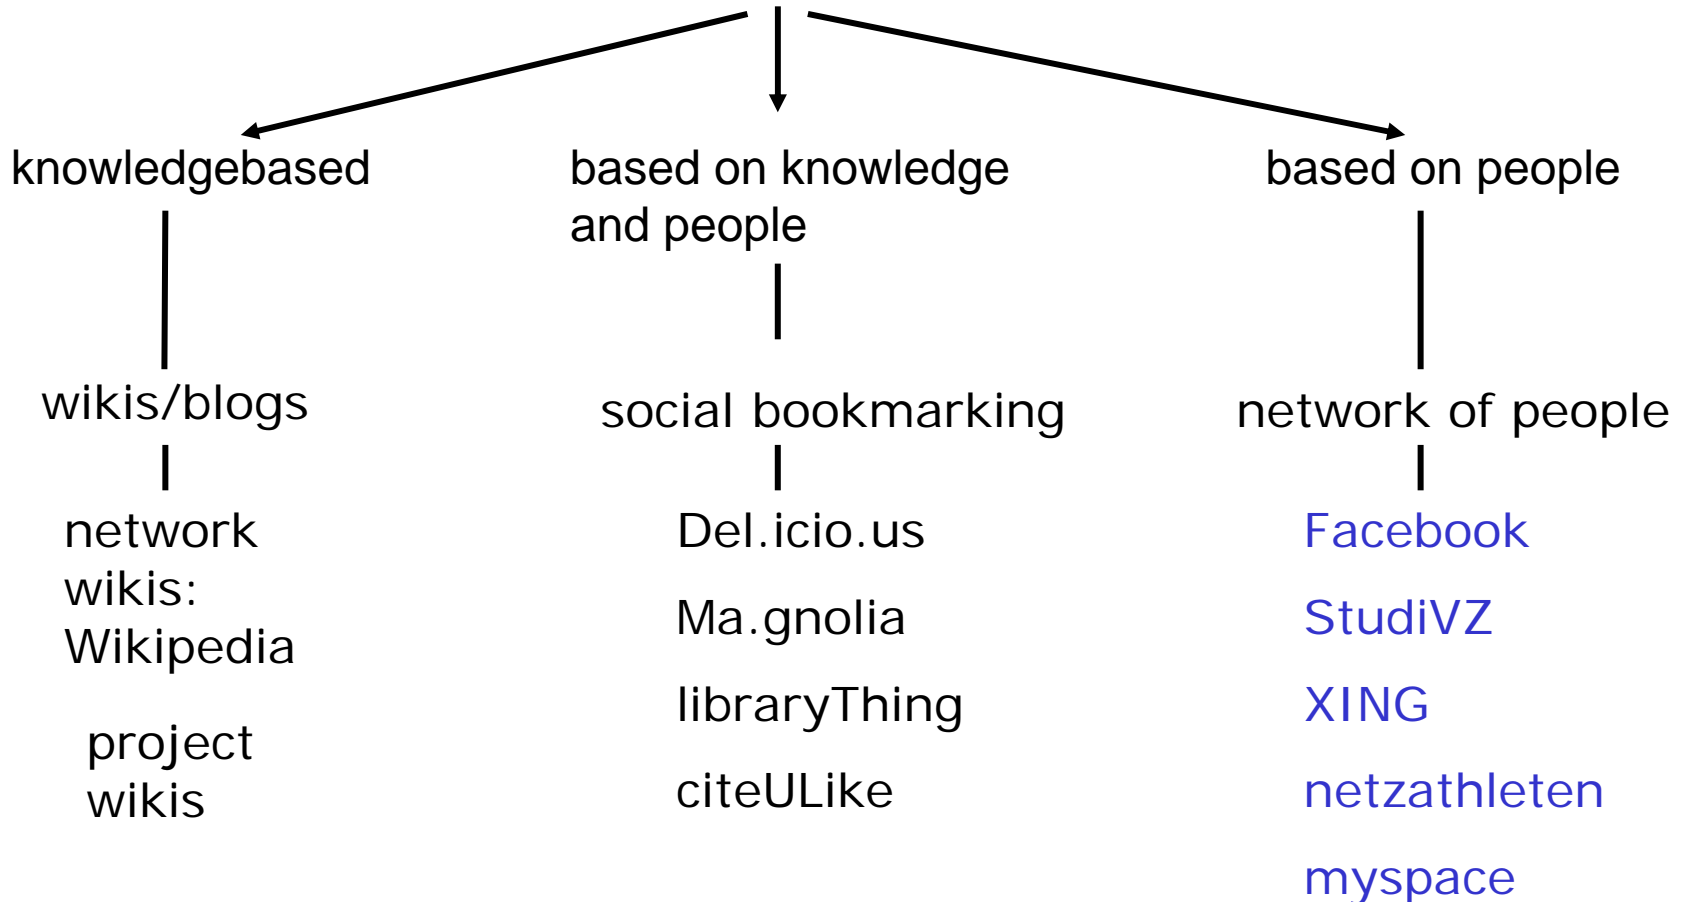 knowledgebased
wikis/blogs
network
wikis:
Wikipedia
project
wikis
based on knowledge
and people
social bookmarking
Del.icio.us
Ma.gnolia
libraryThing
citeULike
based on people
network of people
Facebook
StudiVZ
XING
netzathleten
myspace